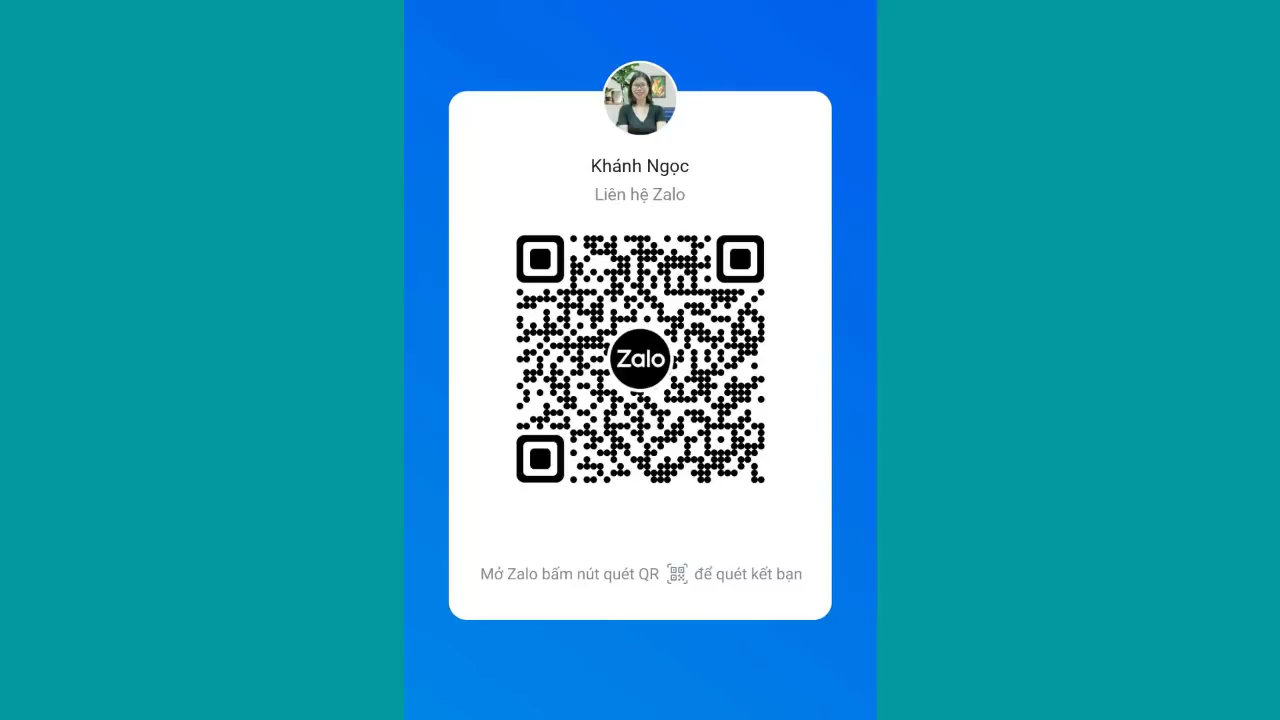 Khánh Ngọc
Liên hệ Zalo
Zalo
Mở Zalo bấm nút quét QR để quét kết bạn